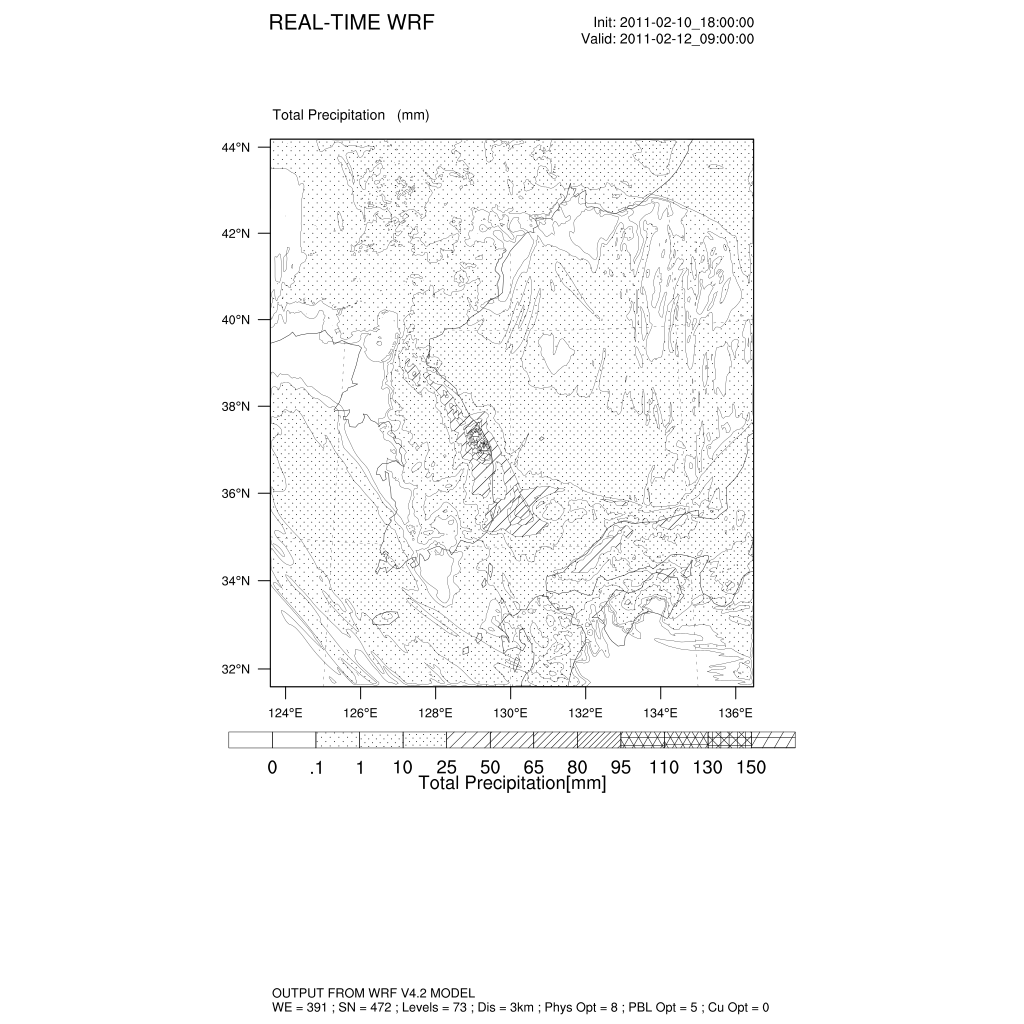 REAL-TIME WRF
Init: 2011-02-10_18:00:00
Valid: 2011-02-12_09:00:00
Total Precipitation (mm)
44°N
42°N
40°N
38°N
36°N
34°N
32°N
124°E 126°E 128°E 130°E 132°E 134°E 136°E
0 .1 1 10 25 50 65 80 95 110 130 150
Total Precipitation[mm]
OUTPUT FROM WRF V4.2 MODEL
WE = 391 ; SN = 472 ; Levels = 73 ; Dis = 3km ; Phys Opt = 8 ; PBL Opt = 5 ; Cu Opt = 0